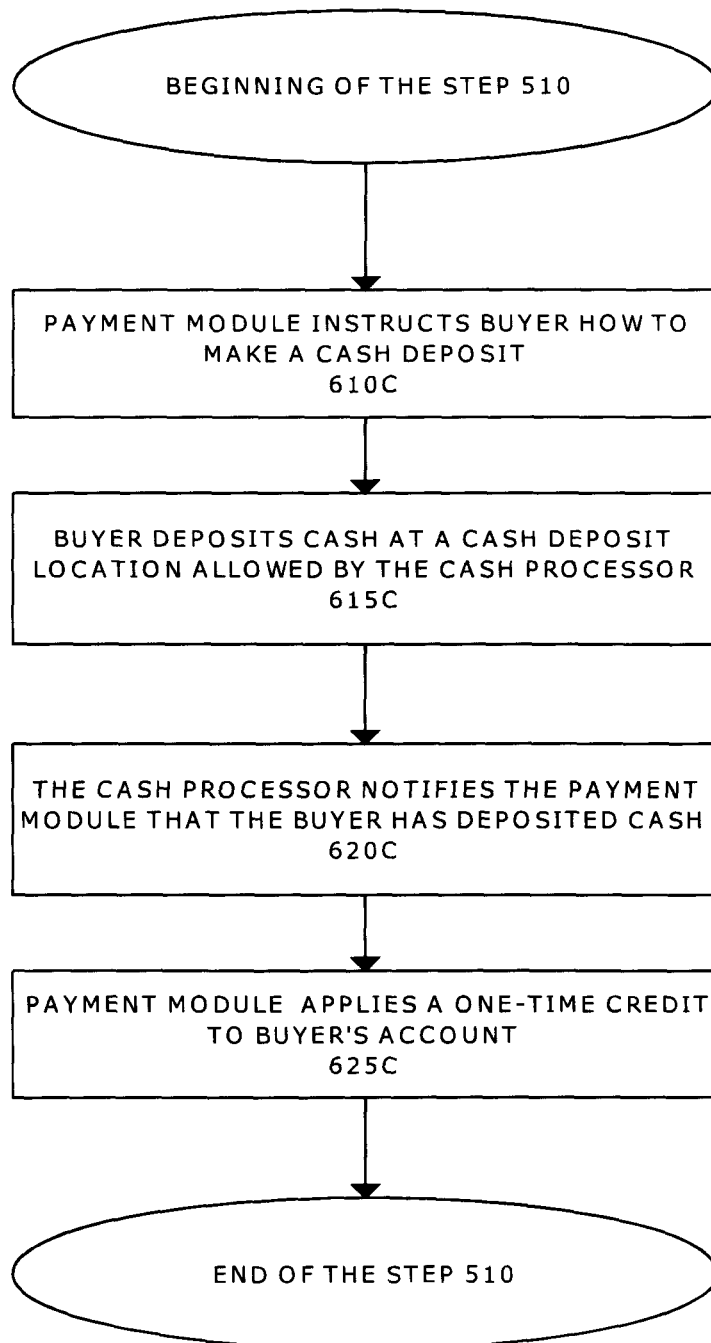 BEGINNING OF THE STEP 510
PAYMENT MODULE INSTRUCTS BUYER HOW TO
MAKE A CASH DEPOSIT
610C
BUYER DEPOSITS CASH AT A CASH DEPOSIT
LOCATION ALLOWED BY THE CASH PROCESSOR
615C
THE CASH PROCESSOR NOTIFIES THE PAYMENT
MODULE THAT THE BUYER HAS DEPOSITED CASH
620C
PAYMENT MODULE APPLIES A ONE-TIME CREDIT
TO BUYER'S ACCOUNT
625C
END OF THE STEP 510